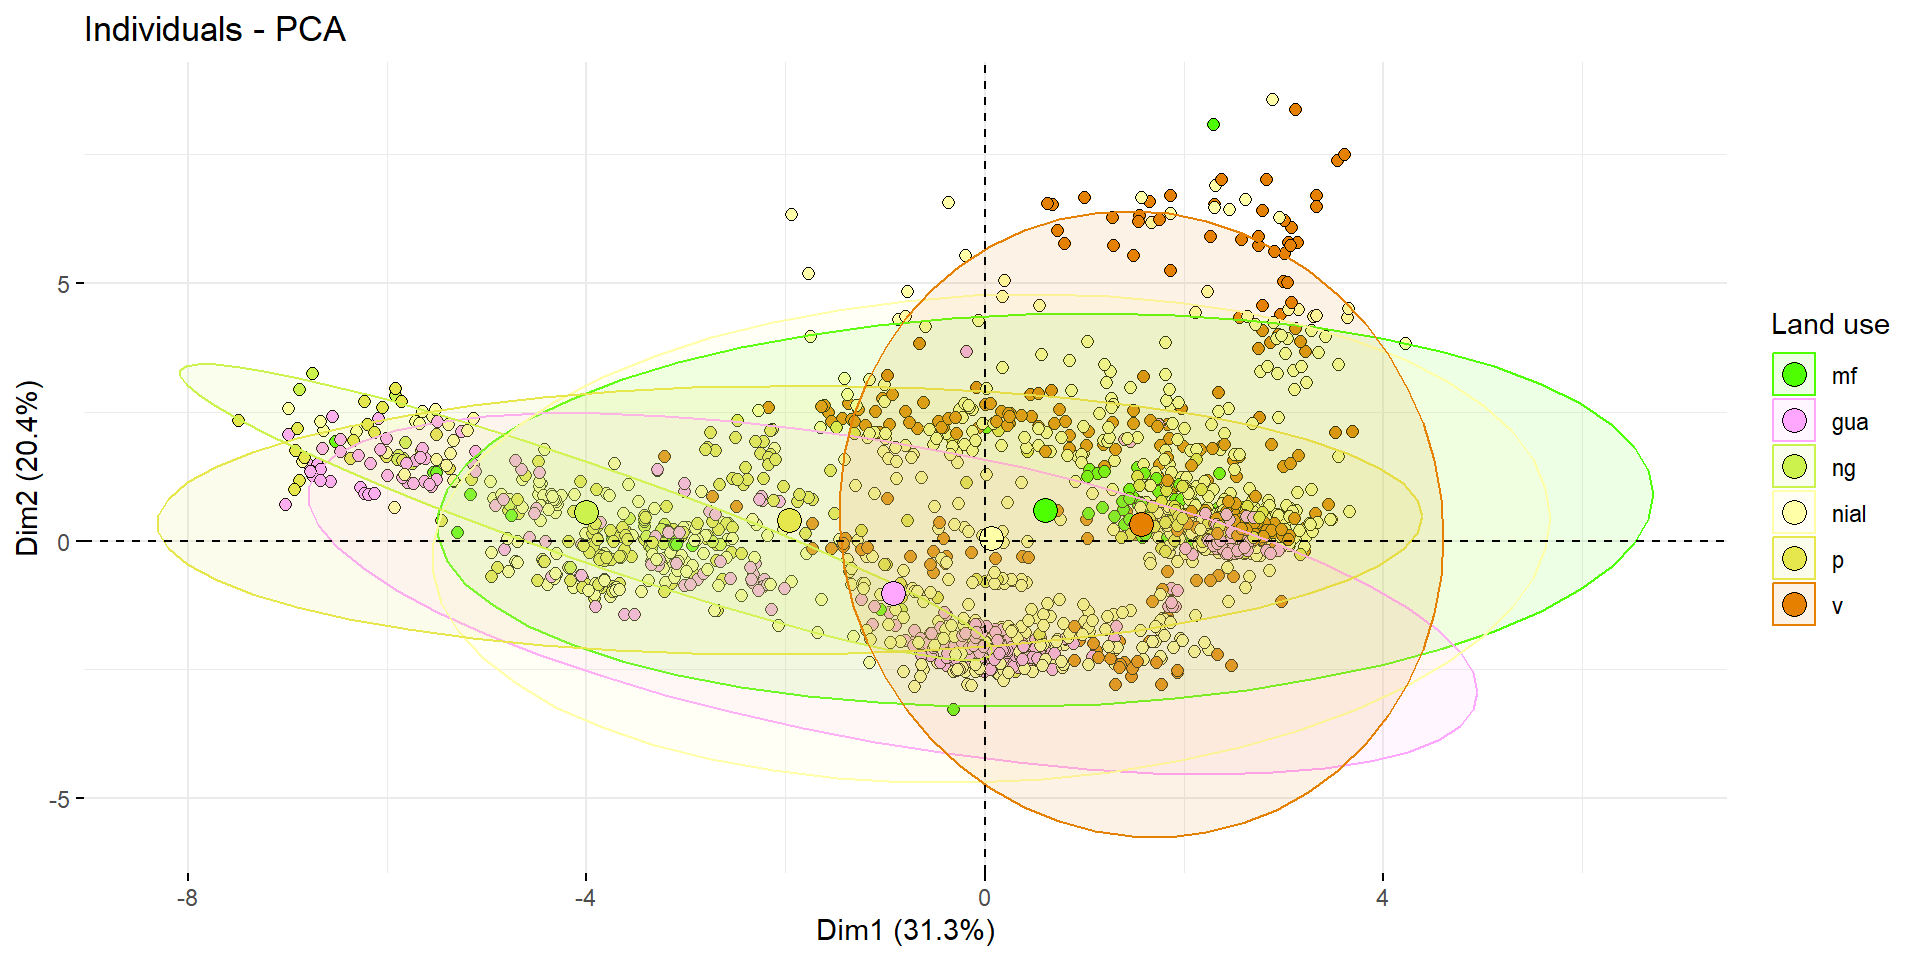 Individuals - PCA
Dim2 (20.4%)
5
0
-5
-8
-4
0
4
Dim1 (31.3%)
Land use
mf
gua
ng
nial
p
v